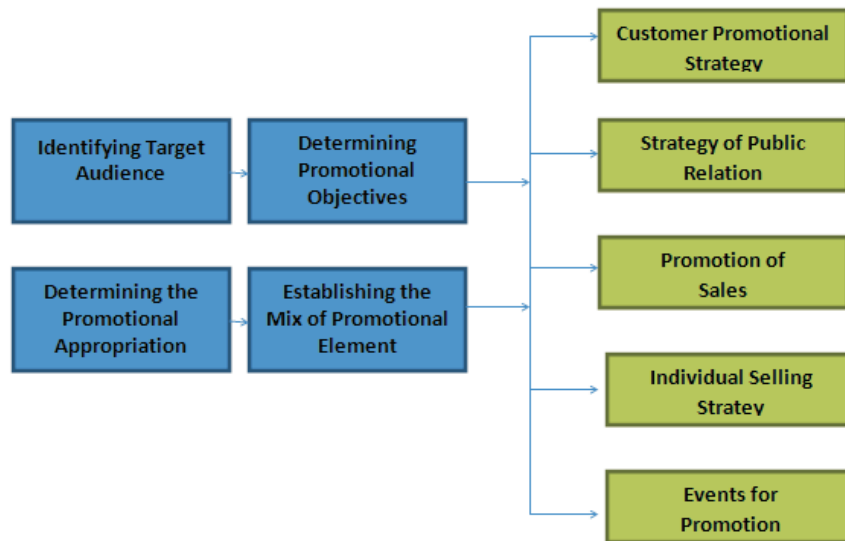 Customer Promotional
Strategy
Identifying Target
Audience
Determining
Promotional
Objectives
Strategy of Public
Relation
Determining the
Promotional
Appropriation
Establishing the
Mix of Promotional
Element
Promotion of
Sales
Individual Selling
Stratey
Events for
Promotion